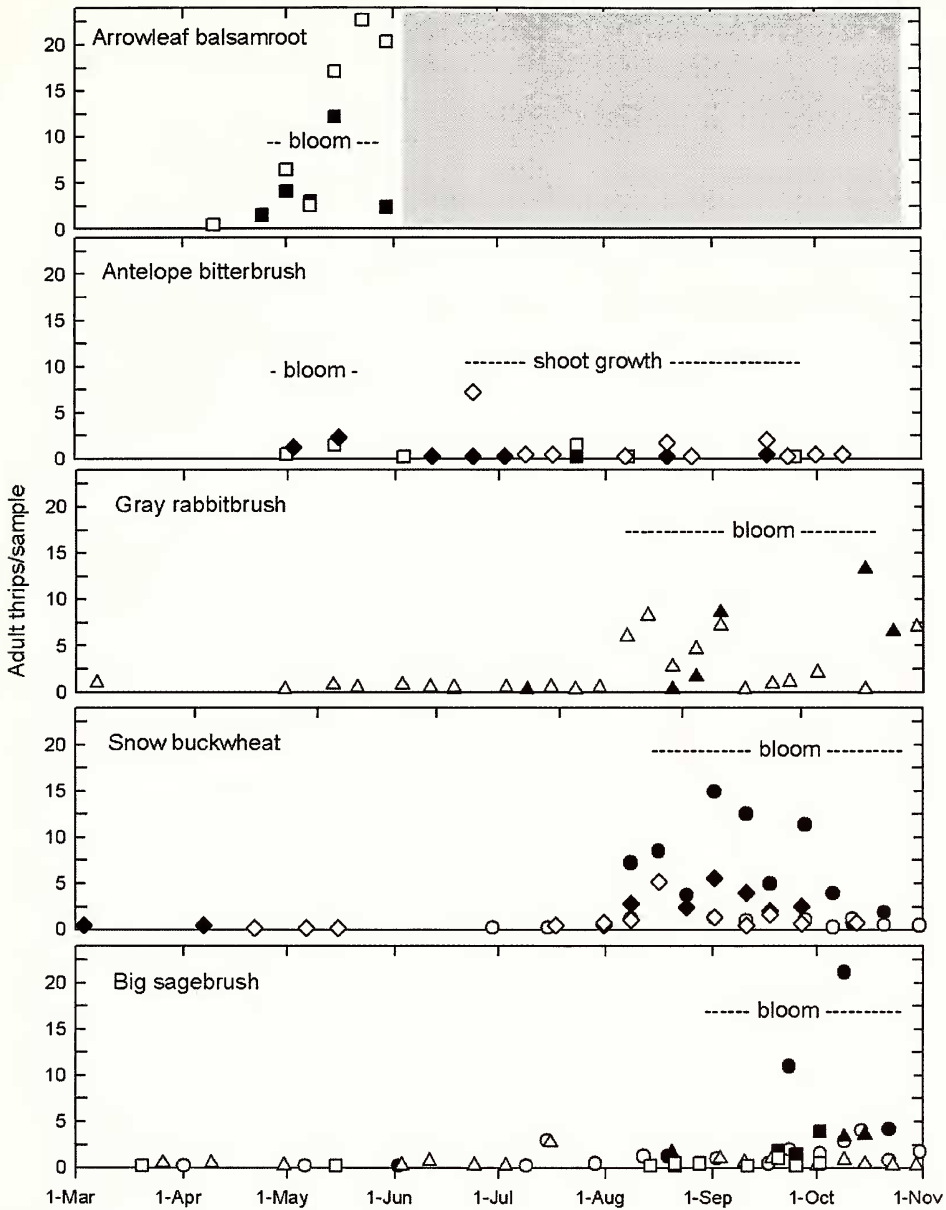 Adult thrips/sample
Arrowleaf balsamroot
20
15
10
5
0
-- bloom ---
Antelope bitterbrush
20
15
10
5
0
- bloom -
------ shoot growth -------------
Gray rabbitbrush
20
15
10
5
0
------------ bloom ---------
Snow buckwheat
20
15
10
5
0
----------- bloom ---------
Big sagebrush
20
15
10
5
0
----- bloom ---------
1-Mar 1-Apr 1-May 1-Jun 1-Jul 1-Aug 1-Sep 1-Oct 1-Nov